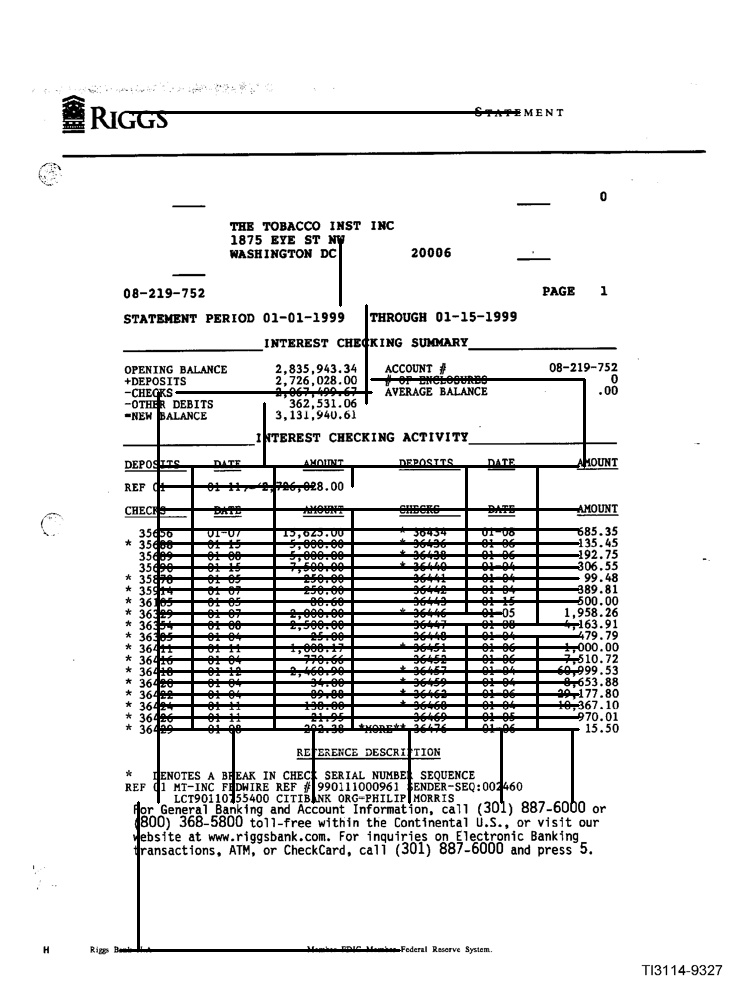 RIGGS STATEMENT
0
THE TOBACCO INST INC
1875 EYE ST NW
WASHINGTON DC 20006
08-219-752 PAGE 1
STATEMENT PERIOD 01-01-1999 THROUGH 01-15-1999
INTEREST CHECKING SUMMARY
OPENING BALANCE 2,835,943.34 ACCOUNT # 08-219-752
+DEPOSITS 2,726,028.00 # OF ENCLOSURES 0
-CHECKS 2,067,499.67 AVERAGE BALANCE .00
-OTHER DEBITS 362,531.06
=NEW BALANCE 3,131,940.61
INTEREST CHECKING ACTIVITY
DEPOSITS DATE AMOUNT DEPOSITS DATE AMOUNT
REF 01 01-11 2,726,028.00
CHECKS DATE AMOUNT CHECKS DATE AMOUNT
35656 01-07 15,625.00 * 36434 01-08 685.35
* 35688 01-15 5,000.00 * 36436 01-06 135.45
35689 01-08 5,000.00 * 36438 01-06 192.75
35690 01-15 7,500.00 * 36440 01-04 306.55
* 35878 01-05 250.00 36441 01-04 99.48
* 35914 01-07 250.00 36442 01-04 389.81
* 36105 01-05 80.60 36443 01-15 500.00
* 36329 01-07 2,000.00 * 36446 01-05 1,958.26
* 36354 01-08 2,500.00 36447 01-08 4,163.91
* 36385 01-04 25.00 36448 01-04 479.79
* 36411 01-11 1,008.17 * 36451 01-06 1,000.00
* 36416 01-04 770.66 36452 01-06 7,510.72
* 36418 01-12 2,460.90 * 36457 01-04 60,999.53
* 36420 01-04 34.00 * 36459 01-04 8,653.88
* 36422 01-04 89.88 * 36462 01-06 29,177.80
* 36424 01-11 138.00 * 36468 01-04 10,367.10
* 36426 01-11 21.95 36469 01-05 970.01
* 36429 01-08 202.38 *MORE** 36476 01-06 15.50
REFERENCE DESCRIPTION
* DENOTES A BREAK IN CHECK SERIAL NUMBER SEQUENCE
REF 01 MT-INC FEDWIRE REF # 990111000961 SENDER-SEQ:002460
LCT90110755400 CITIBANK ORG=PHILIP MORRIS
For General Banking and Account Information, call (301) 887-6000 or
(800) 368-5800 toll-free within the Continental U.S., or visit our
website at www.riggsbank.com. For inquiries on Electronic Banking
transactions, ATM, or CheckCard, call (301) 887-6000 and press 5.
H Riggs Bank N.A. Member FDIC Member Federal Reserve System.
TI3114-9327